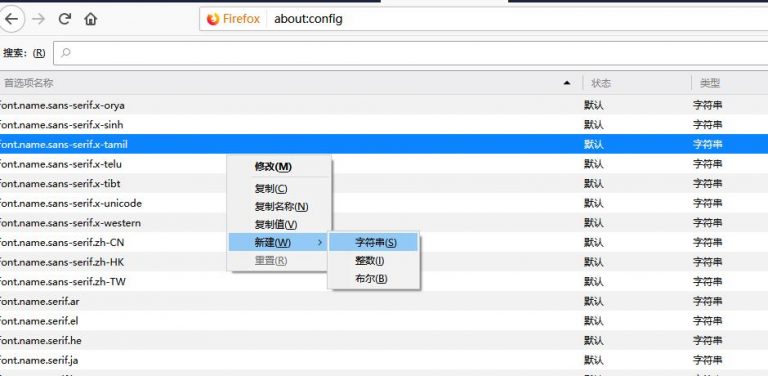 Firefox about:config
搜索：(R)
首选项名称 状态 类型
font.name.sans-serif.x-orya 默认 字符串
font.name.sans-serif.x-sinh 默认 字符串
font.name.sans-serif.x-tamil 默认 字符串
font.name.sans-serif.x-telu 默认 字符串
font.name.sans-serif.x-tibt 默认 字符串
font.name.sans-serif.x-unicode 默认 字符串
font.name.sans-serif.x-western 默认 字符串
font.name.sans-serif.zh-CN 默认 字符串
font.name.sans-serif.zh-HK 默认 字符串
font.name.sans-serif.zh-TW 默认 字符串
font.name.serif.ar 默认 字符串
font.name.serif.el 默认 字符串
font.name.serif.he 默认 字符串
font.name.serif.ja 默认 字符串
修改(M)
复制(C)
复制名称(N)
复制值(V)
新建(W)
重置(R)
字符串(S)
整数(I)
布尔(B)